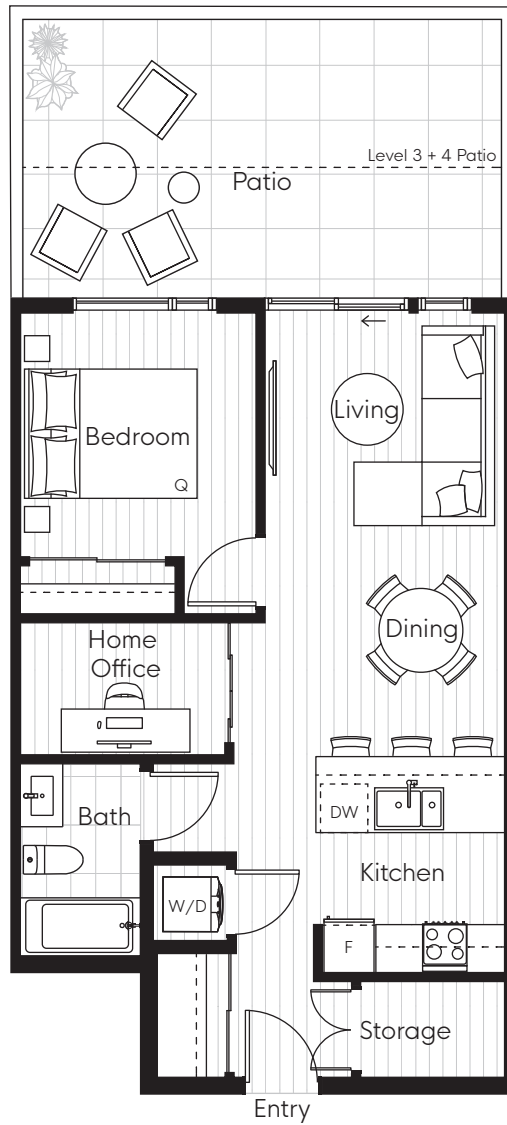 Level 3 + 4 Patio
Patio
Living
Bedroom
Q
Dining
Home
Office
DW
Bath
Kitchen
W/D
F
Storage
Entry